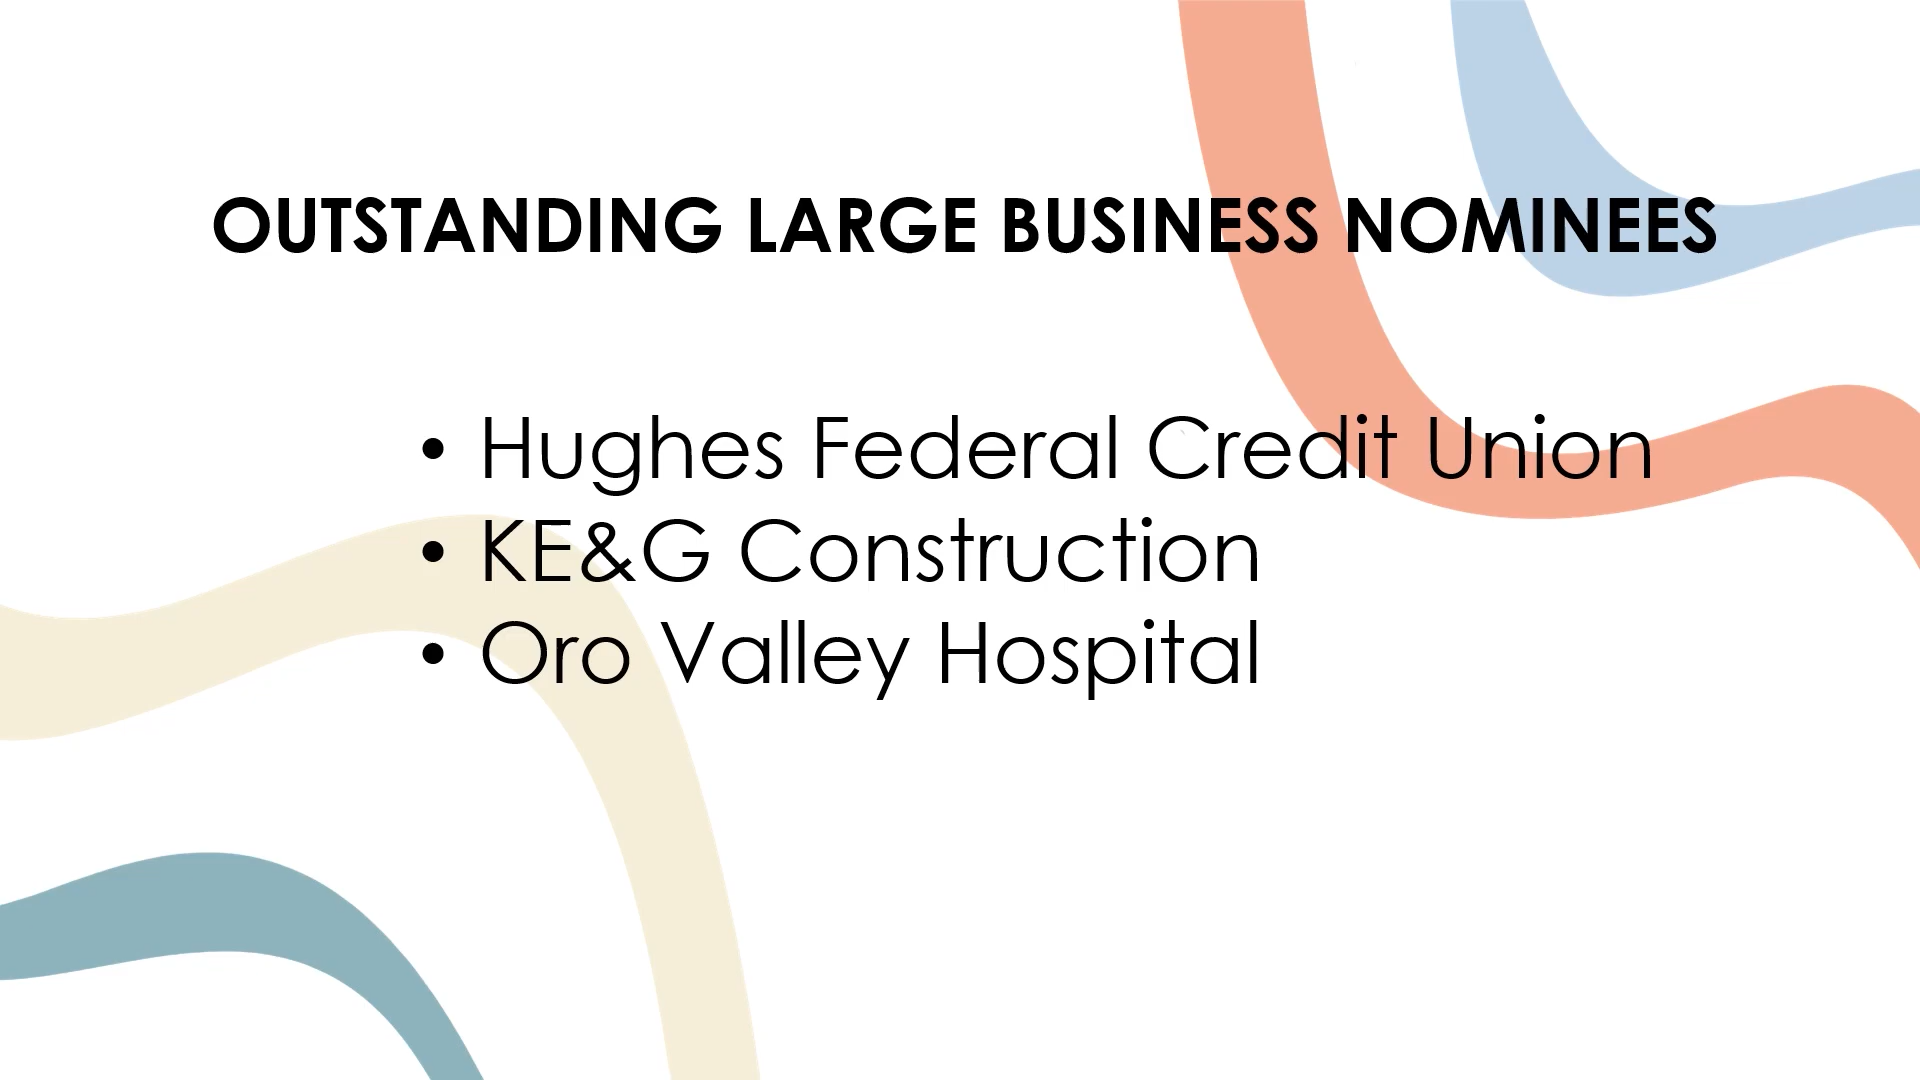 OUTSTANDING LARGE BUSINESS NOMINEES
• Hughes Federal Credit Union
• KE&G Construction
• Oro Valley Hospital